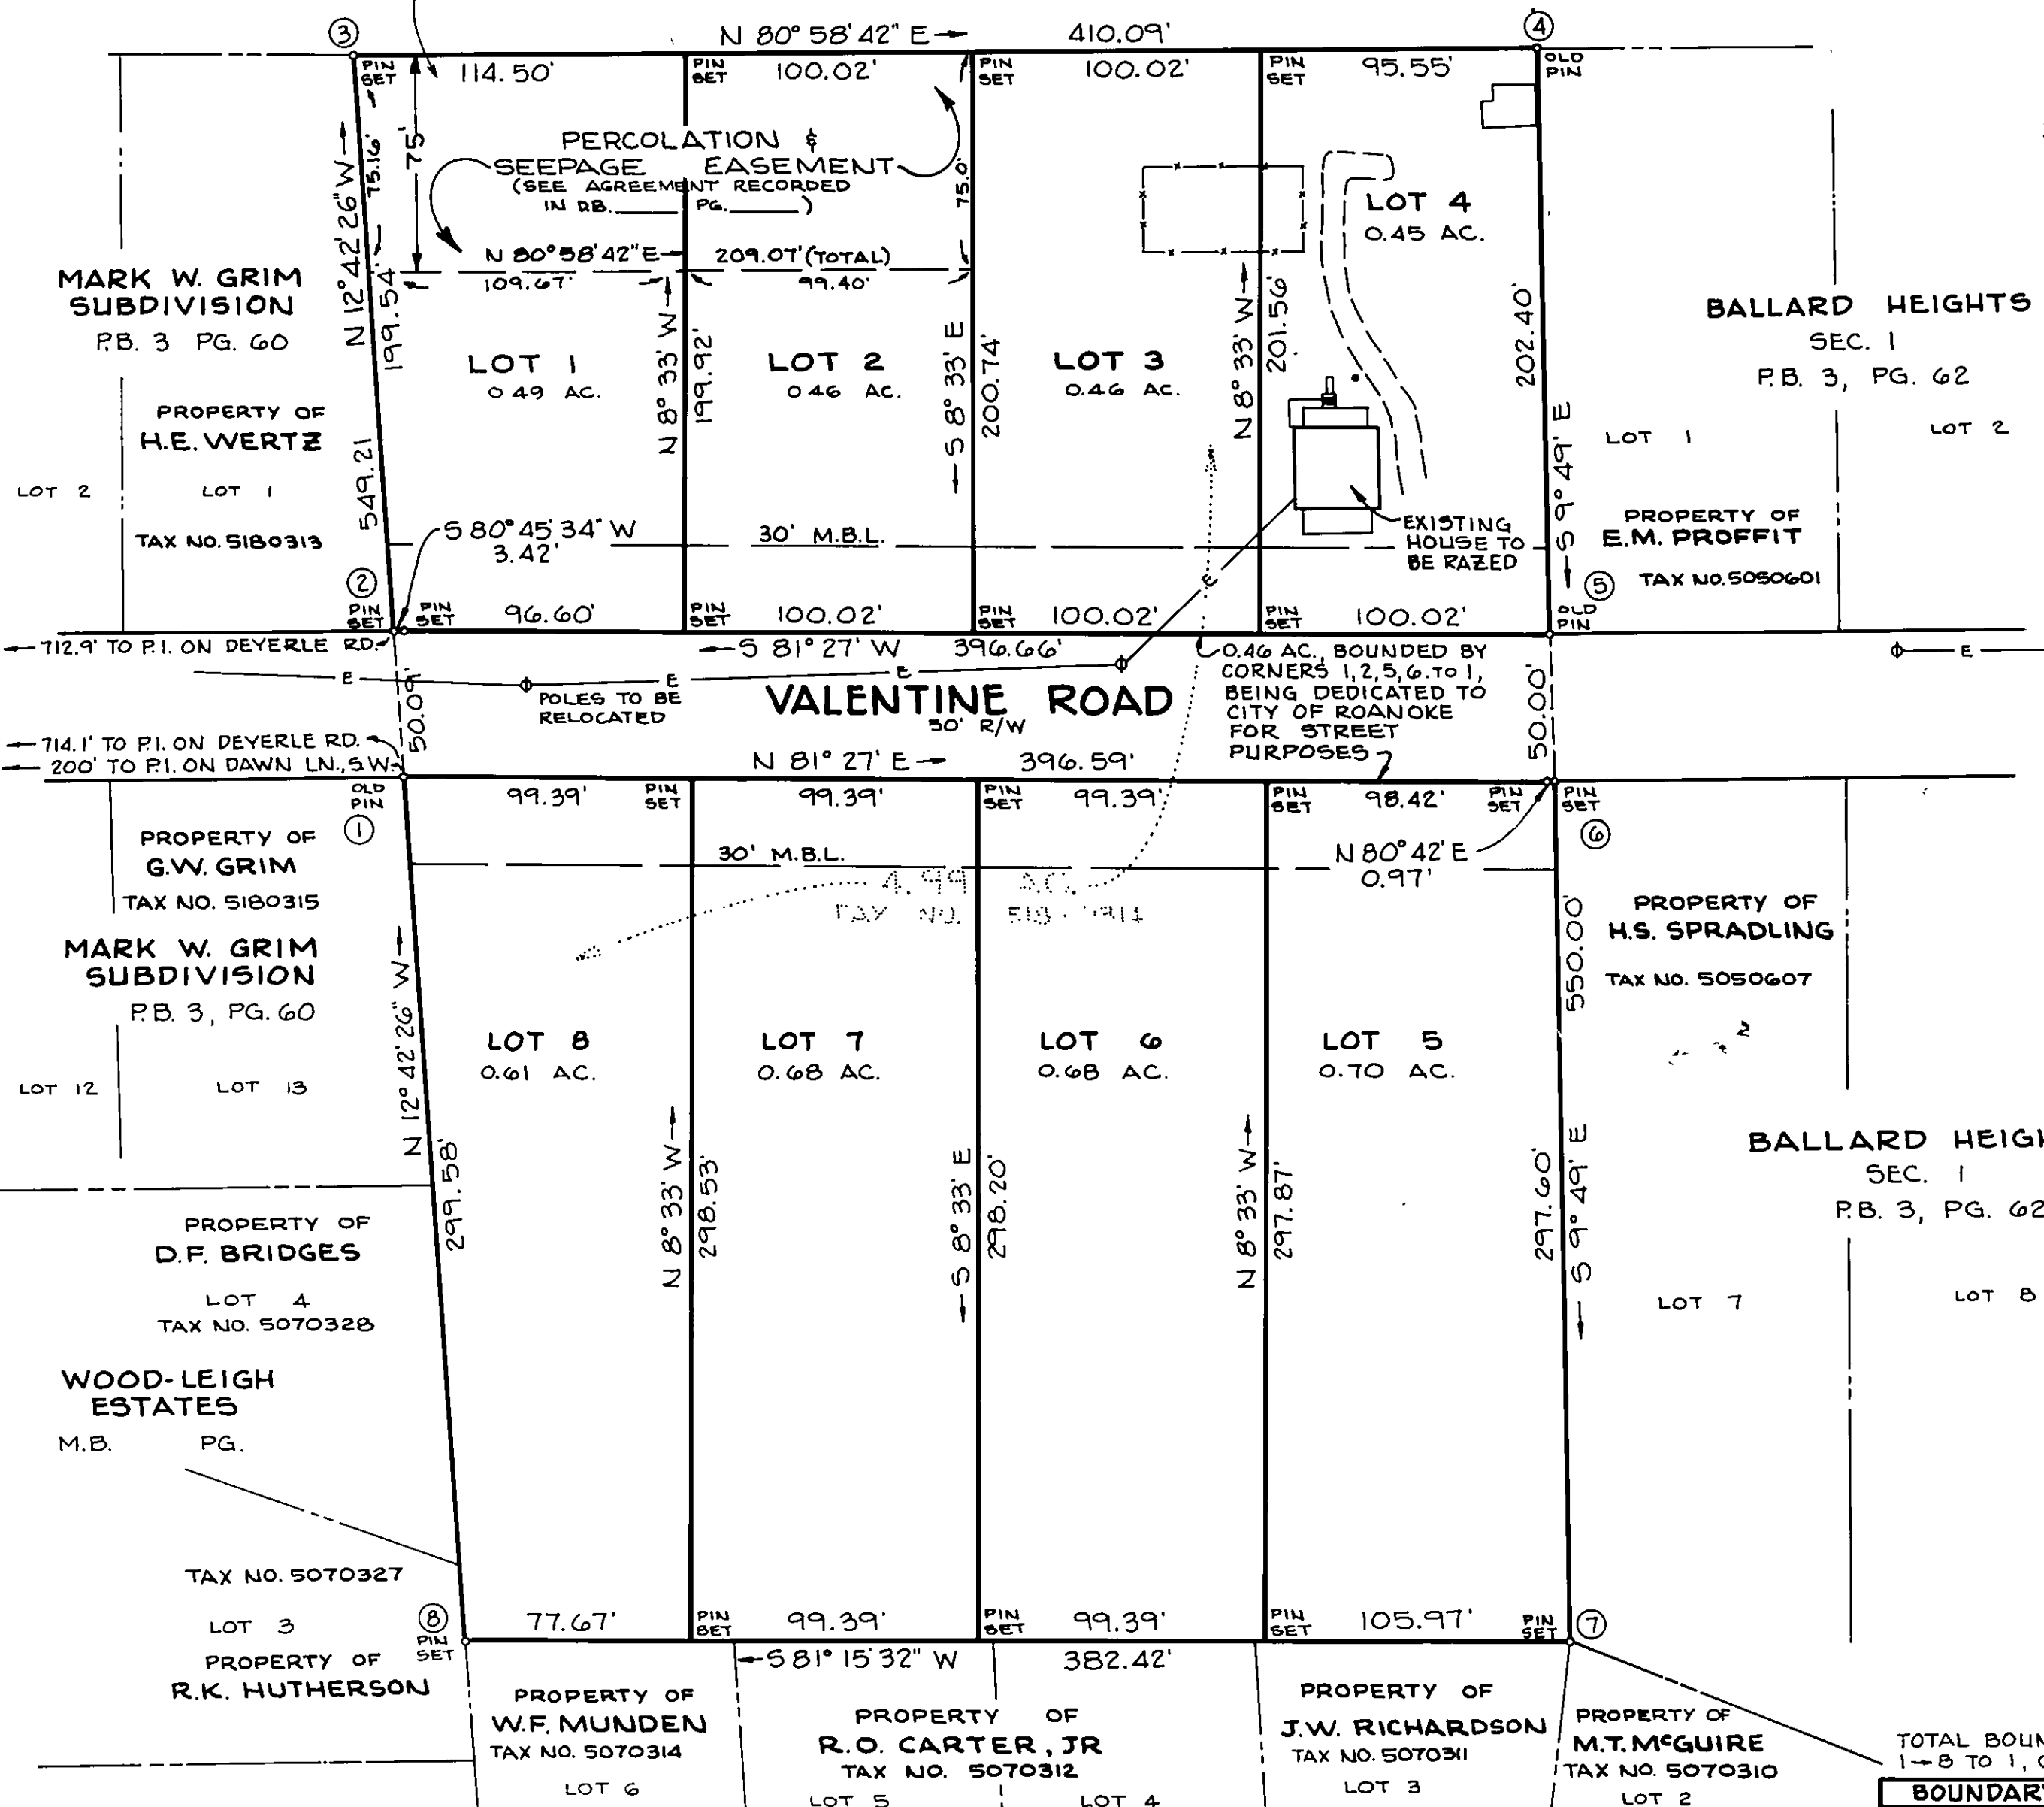 ③ N 80° 58' 42" E → 410.09' ④
PIN SET 114.50' PIN SET 100.02' PIN SET 100.02' PIN SET 95.55' OLD PIN
N 12° 42' 26" W →
75.16'
75'
PERCOLATION &
SEEPAGE EASEMENT
(SEE AGREEMENT RECORDED
IN DB. ______ PG. ______)
75.0'
N 80° 58' 42" E → 209.07' (TOTAL)
109.67' 99.40'
199.54'
549.21
MARK W. GRIM
SUBDIVISION
P.B. 3 PG. 60
PROPERTY OF
H.E. WERTZ
LOT 2 LOT 1
TAX NO. 5180313
LOT 1
0.49 AC.
N 8° 33' W →
199.92'
LOT 2
0.46 AC.
← S 8° 33' E
200.74'
LOT 3
0.46 AC.
N 8° 33' W →
201.56'
LOT 4
0.45 AC.
202.40'
← S 9° 49' E
BALLARD HEIGHTS
SEC. 1
P.B. 3, PG. 62
LOT 1 LOT 2
PROPERTY OF
E.M. PROFFIT
TAX NO. 5050601
EXISTING
HOUSE TO
BE RAZED
S 80° 45' 34" W
3.42'
30' M.B.L.
② PIN SET PIN SET 96.60' PIN SET 100.02' PIN SET 100.02' PIN SET 100.02' OLD PIN ⑤
← 712.9' TO P.I. ON DEYERLE RD.
← S 81° 27' W 396.66'
E E E E E
POLES TO BE
RELOCATED
VALENTINE ROAD
50' R/W
0.46 AC., BOUNDED BY
CORNERS 1, 2, 5, 6, TO 1,
BEING DEDICATED TO
CITY OF ROANOKE
FOR STREET
PURPOSES
50.09'
50.00'
← 714.1' TO P.I. ON DEYERLE RD.
← 200' TO P.I. ON DAWN LN., S.W.
N 81° 27' E → 396.59'
OLD PIN ① 99.39' PIN SET 99.39' PIN SET 99.39' PIN SET 98.42' PIN SET PIN SET ⑥
30' M.B.L.
N 80° 42' E
0.97'
4.99 AC.
TAX NO.
PROPERTY OF
G.W. GRIM
TAX NO. 5180315
MARK W. GRIM
SUBDIVISION
P.B. 3, PG. 60
LOT 12 LOT 13
N 12° 42' 26" W →
299.58'
LOT 8
0.61 AC.
N 8° 33' W →
298.53'
LOT 7
0.68 AC.
← S 8° 33' E
298.20'
LOT 6
0.68 AC.
N 8° 33' W →
297.87'
LOT 5
0.70 AC.
297.60'
550.00'
← S 9° 49' E
PROPERTY OF
H.S. SPRADLING
TAX NO. 5050607
BALLARD HEIGH
SEC. 1
P.B. 3, PG. 62
LOT 7 LOT 8
PROPERTY OF
D.F. BRIDGES
LOT 4
TAX NO. 5070328
WOOD-LEIGH
ESTATES
M.B. PG.
TAX NO. 5070327
LOT 3
PROPERTY OF
R.K. HUTHERSON
⑧ PIN SET 77.67' PIN SET 99.39' PIN SET 99.39' PIN SET 105.97' PIN SET ⑦
← S 81° 15' 32" W 382.42'
PROPERTY OF
W.F. MUNDEN
TAX NO. 5070314
LOT 6
PROPERTY OF
R.O. CARTER, JR
TAX NO. 5070312
LOT 5 LOT 4
PROPERTY OF
J.W. RICHARDSON
TAX NO. 5070311
LOT 3
PROPERTY OF
M.T. McGUIRE
TAX NO. 5070310
LOT 2
TOTAL BOUN
1→8 TO 1, C
BOUNDAR